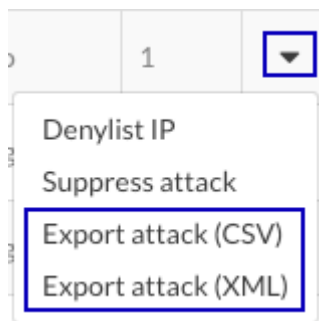 1
Denylist IP
Suppress attack
Export attack (CSV)
Export attack (XML)